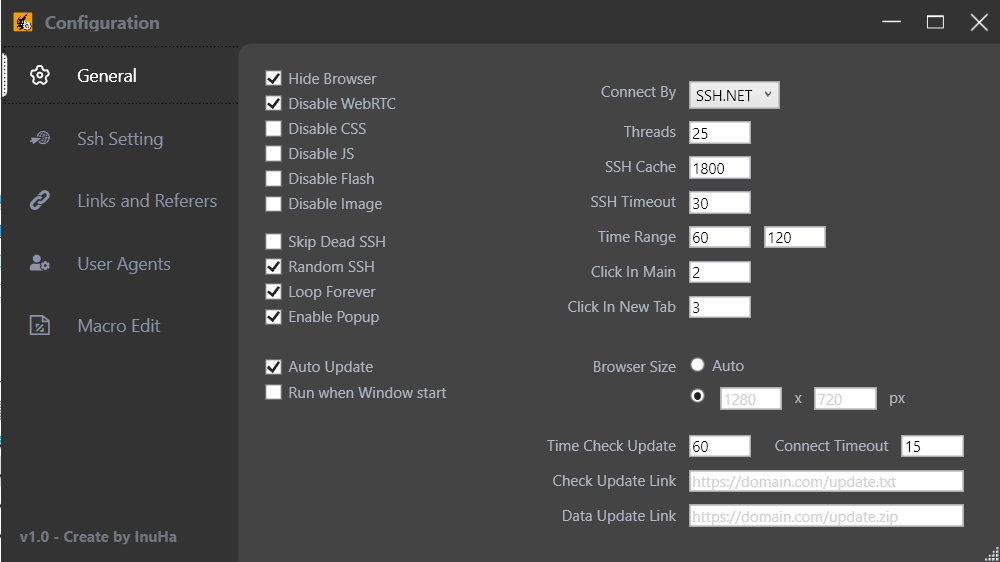 Configuration
General
Ssh Setting
Links and Referers
User Agents
Macro Edit
v1.0 - Create by InuHa
Hide Browser
Disable WebRTC
Disable CSS
Disable JS
Disable Flash
Disable Image
Skip Dead SSH
Random SSH
Loop Forever
Enable Popup
Auto Update
Run when Window start
Connect By SSH.NET
Threads 25
SSH Cache 1800
SSH Timeout 30
Time Range 60 120
Click In Main 2
Click In New Tab 3
Browser Size Auto
1280 x 720 px
Time Check Update 60 Connect Timeout 15
Check Update Link https://domain.com/update.txt
Data Update Link https://domain.com/update.zip